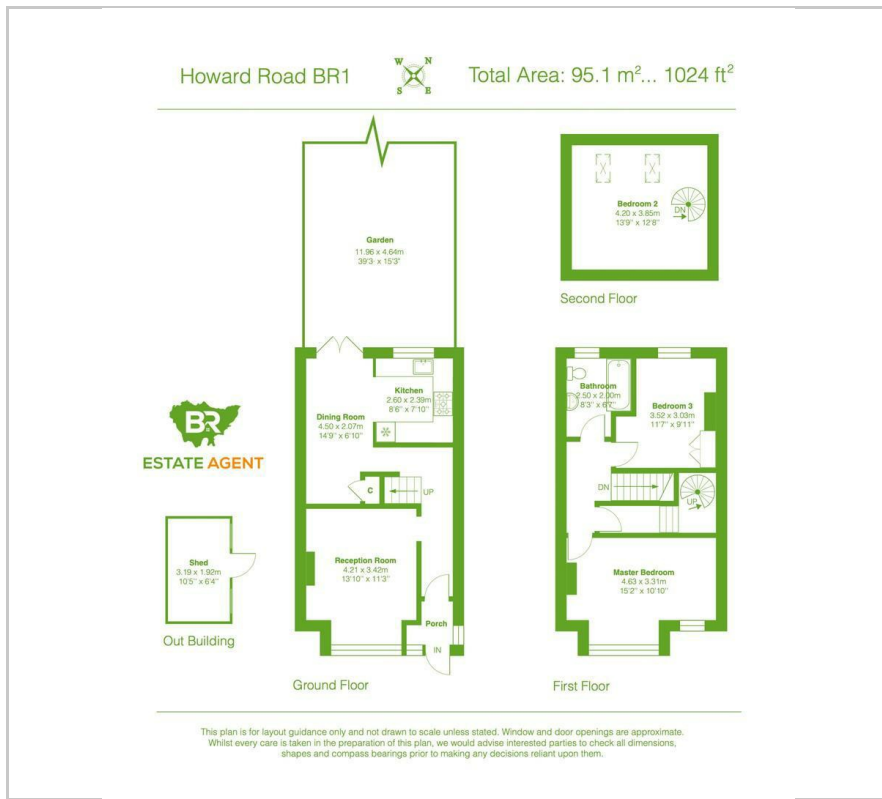 Howard Road BR1
W N
S E
Total Area: 95.1 m²... 1024 ft²
Garden
11.96 x 4.64m
39'3· x 15'3"
Bedroom 2
4.20 x 3.85m
13'9" x 12'8"
DN
Second Floor
Kitchen
2.60 x 2.39m
8'6" x 7'10"
Dining Room
4.50 x 2.07m
14'9" x 6'10"
C
UP
Reception Room
4.21 x 3.42m
13'10" x 11'3"
Porch
IN
Ground Floor
Bathroom
2.50 x 2.00m
8'3" x 6'7"
Bedroom 3
3.52 x 3.03m
11'7" x 9'11"
DN
UP
Master Bedroom
4.63 x 3.31m
15'2" x 10'10"
First Floor
BR
ESTATE AGENT
Shed
3.19 x 1.92m
10'5" x 6'4"
Out Building
This plan is for layout guidance only and not drawn to scale unless stated. Window and door openings are approximate.
Whilst every care is taken in the preparation of this plan, we would advise interested parties to check all dimensions,
shapes and compass bearings prior to making any decisions reliant upon them.